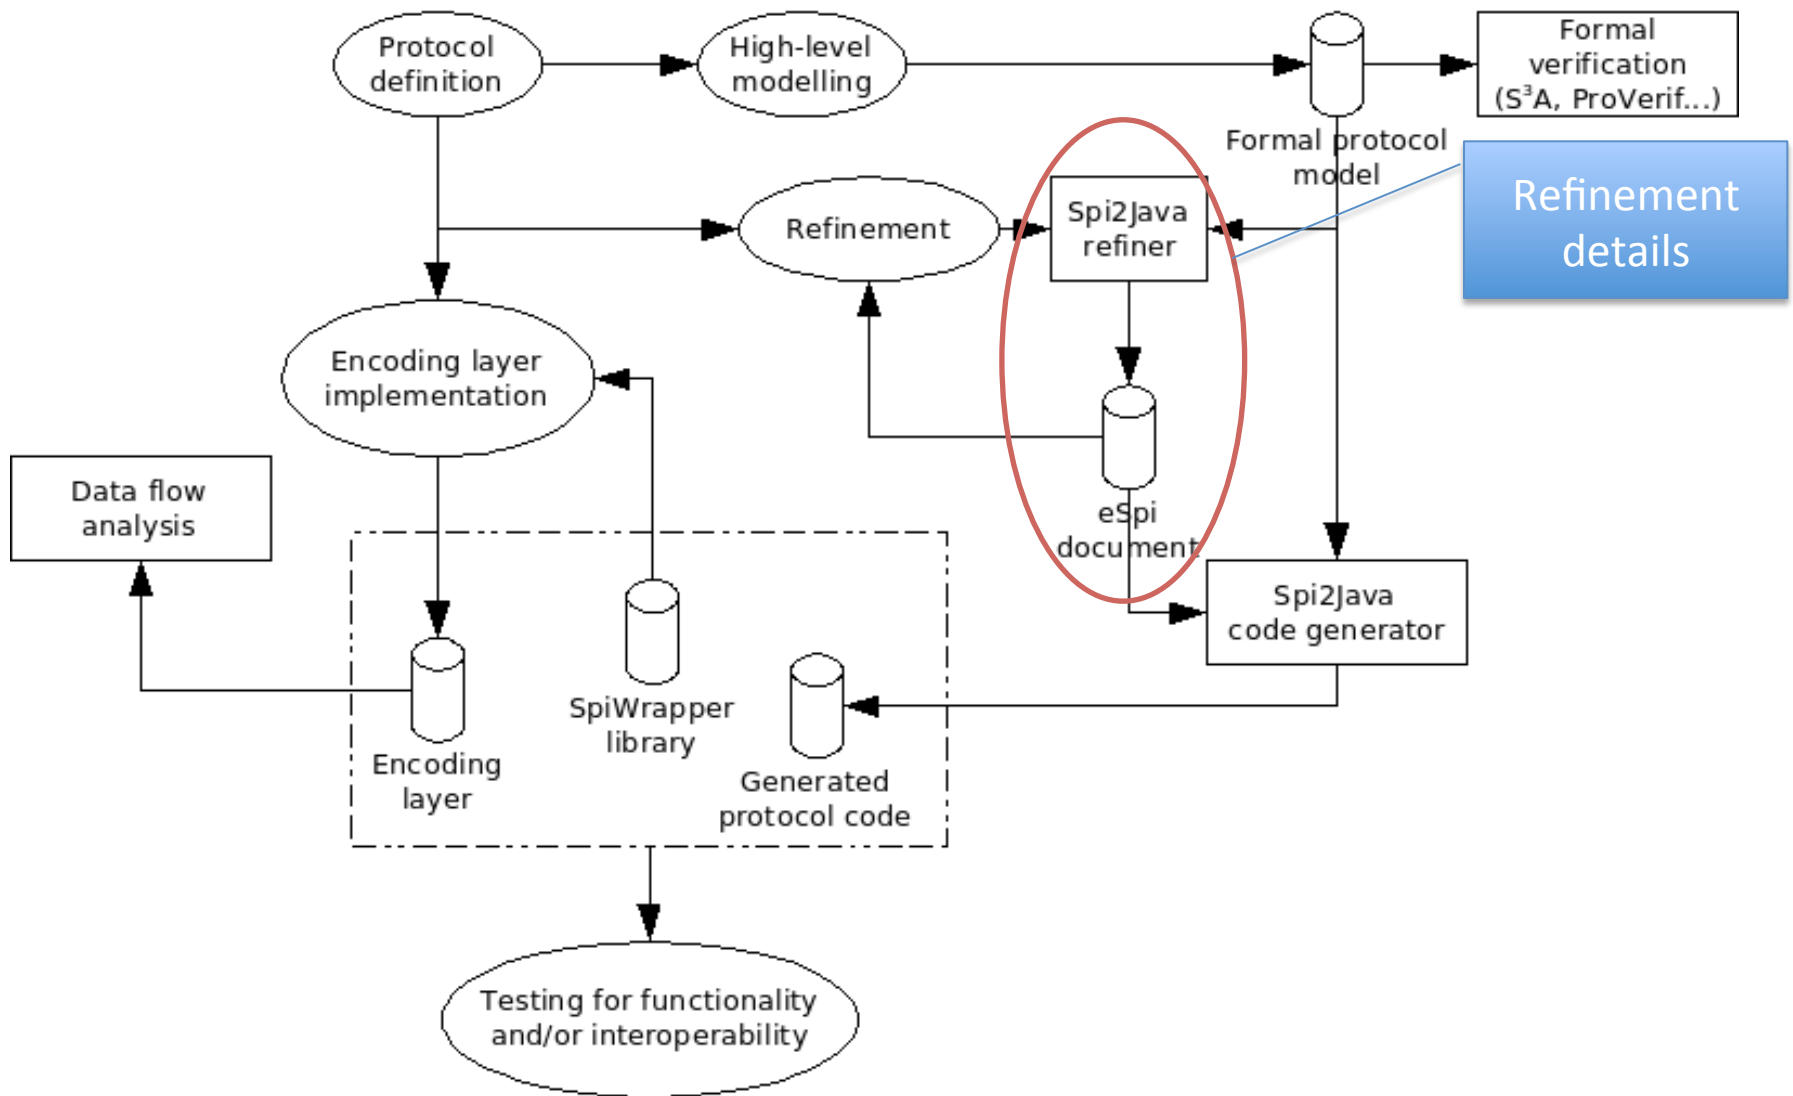 Protocol
definition
High-level
modelling
Formal
verification
(S³A, ProVerif...)
Formal protocol
model
Refinement
details
Refinement
Spi2Java
refiner
Encoding layer
implementation
Data flow
analysis
eSpi
document
Spi2Java
code generator
SpiWrapper
library
Encoding
layer
Generated
protocol code
Testing for functionality
and/or interoperability